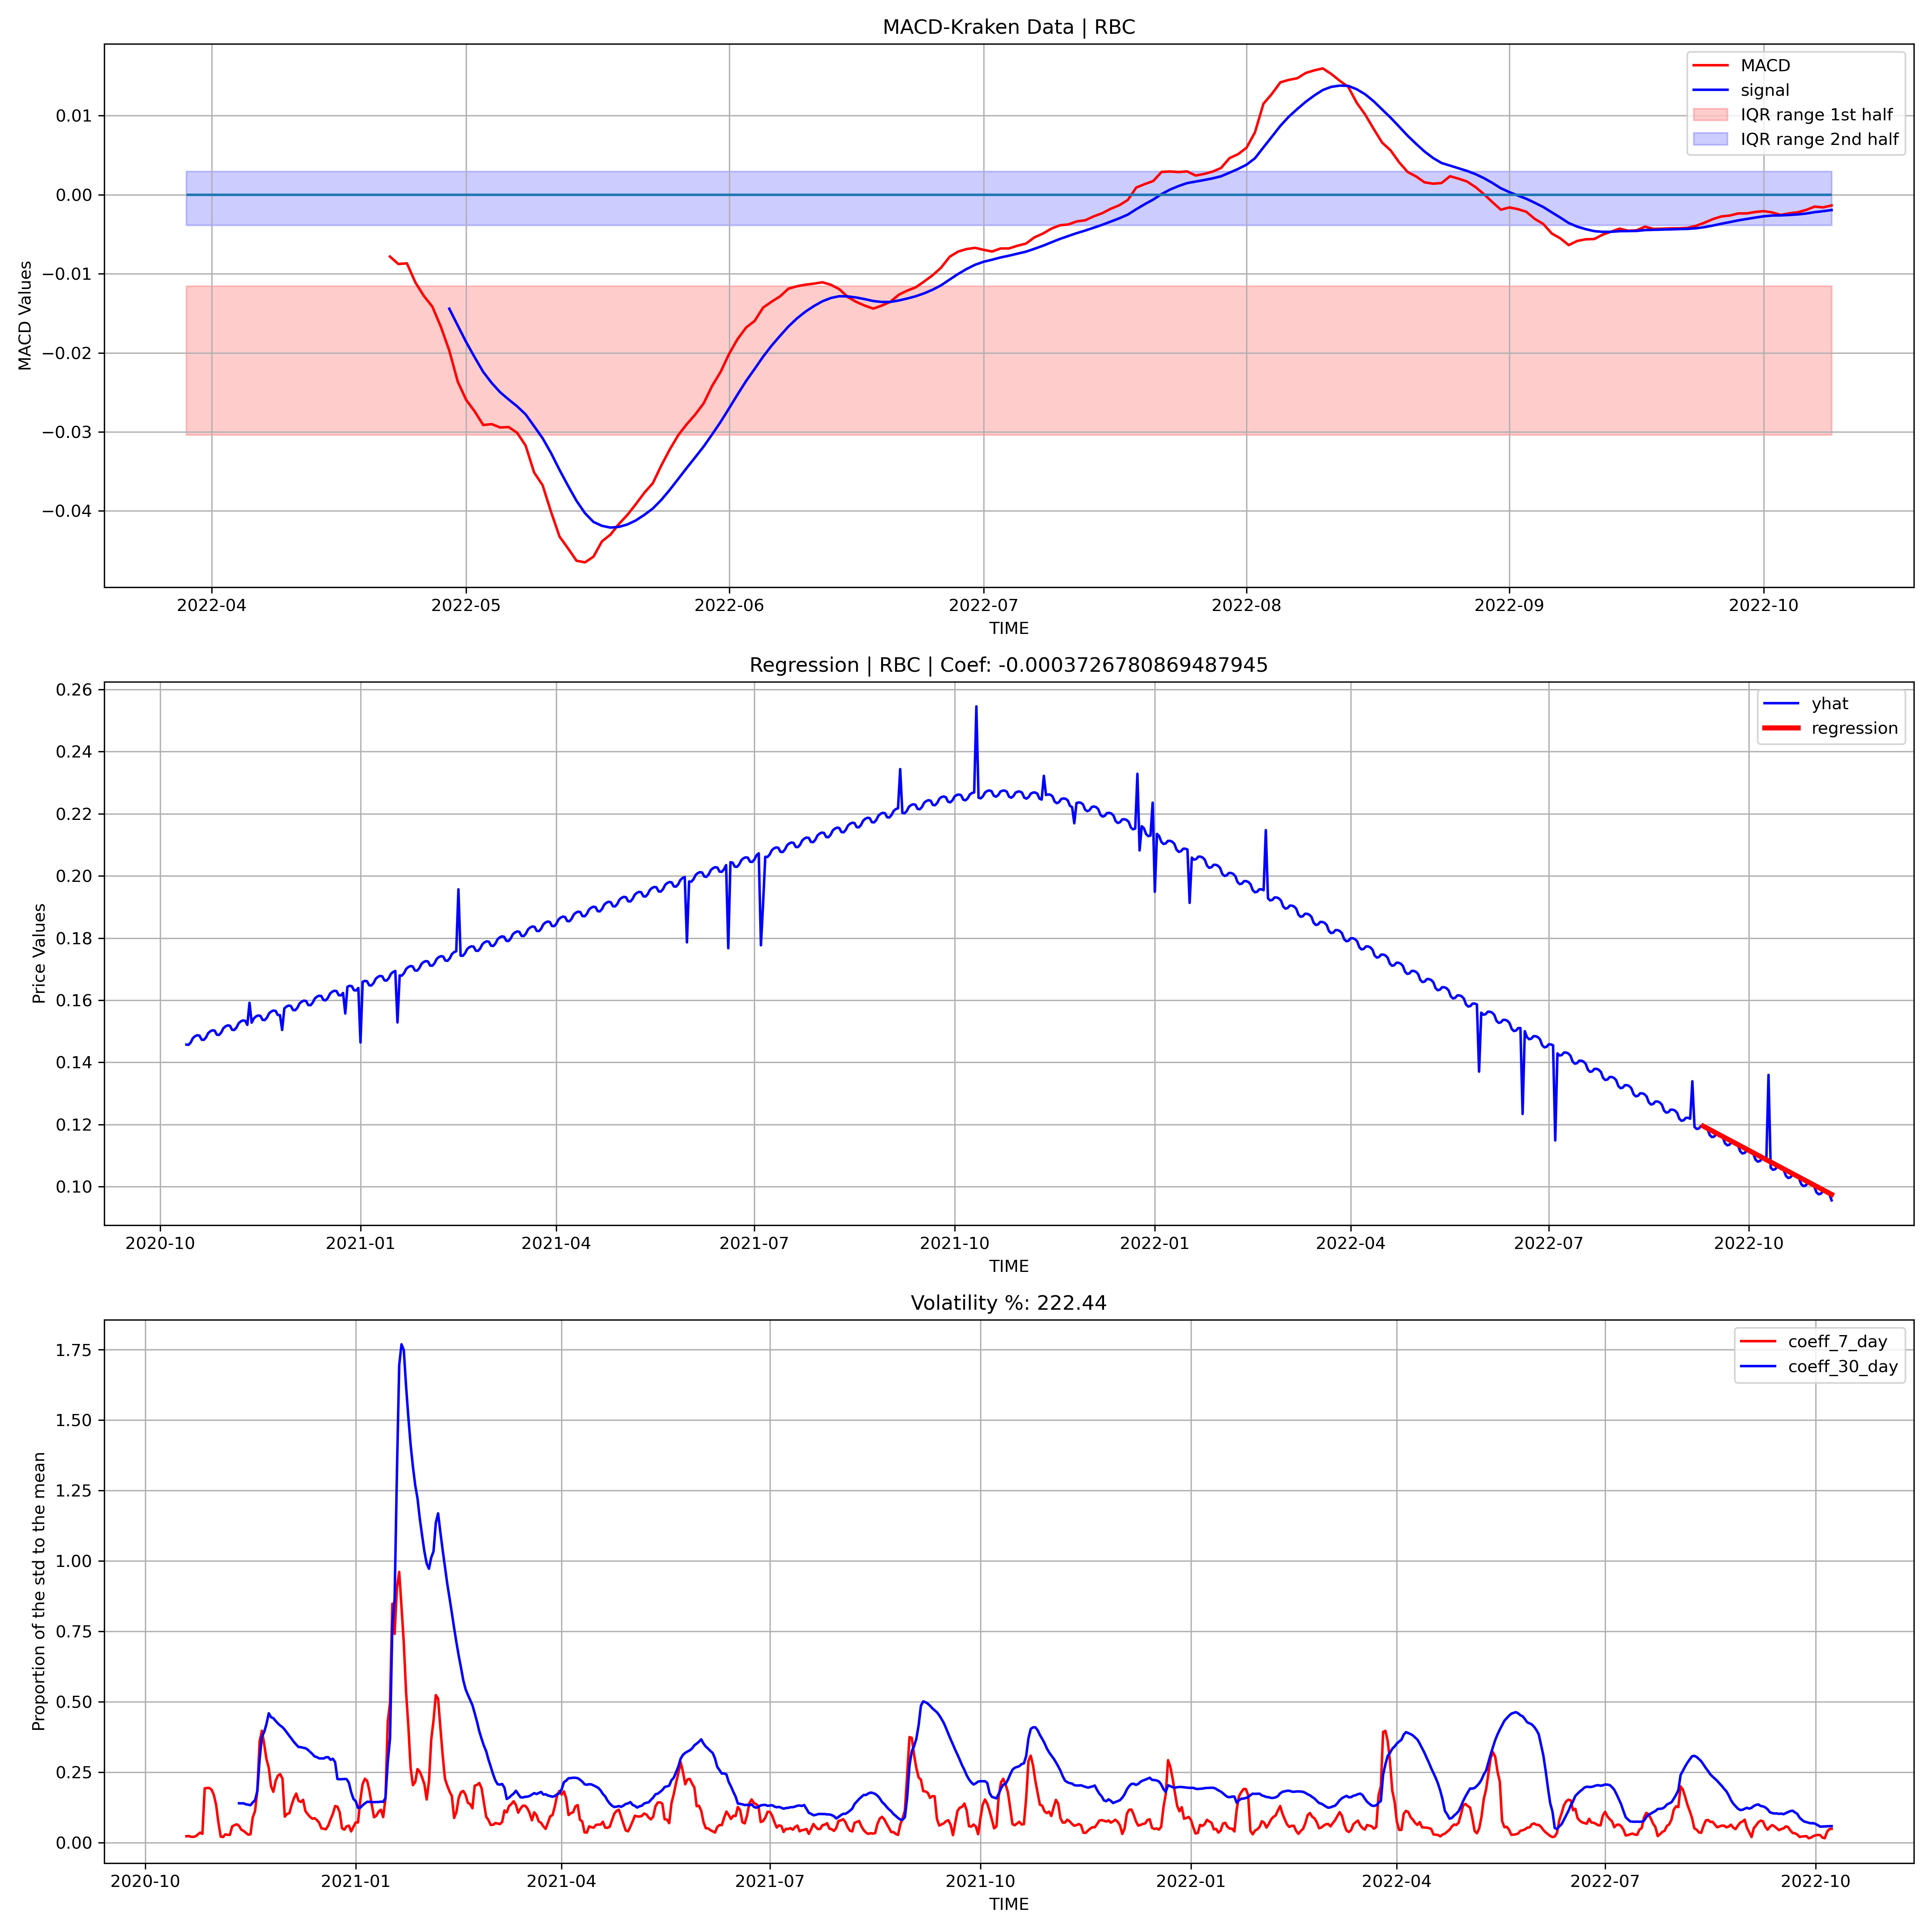 MACD-Kraken Data | RBC
MACD
signal
IQR range 1st half
IQR range 2nd half
MACD Values
0.01
0.00
−0.01
−0.02
−0.03
−0.04
2022-04 2022-05 2022-06 2022-07 2022-08 2022-09 2022-10
TIME
Regression | RBC | Coef: -0.0003726780869487945
yhat
regression
Price Values
0.26
0.24
0.22
0.20
0.18
0.16
0.14
0.12
0.10
2020-10 2021-01 2021-04 2021-07 2021-10 2022-01 2022-04 2022-07 2022-10
TIME
Volatility %: 222.44
coeff_7_day
coeff_30_day
Proportion of the std to the mean
1.75
1.50
1.25
1.00
0.75
0.50
0.25
0.00
2020-10 2021-01 2021-04 2021-07 2021-10 2022-01 2022-04 2022-07 2022-10
TIME